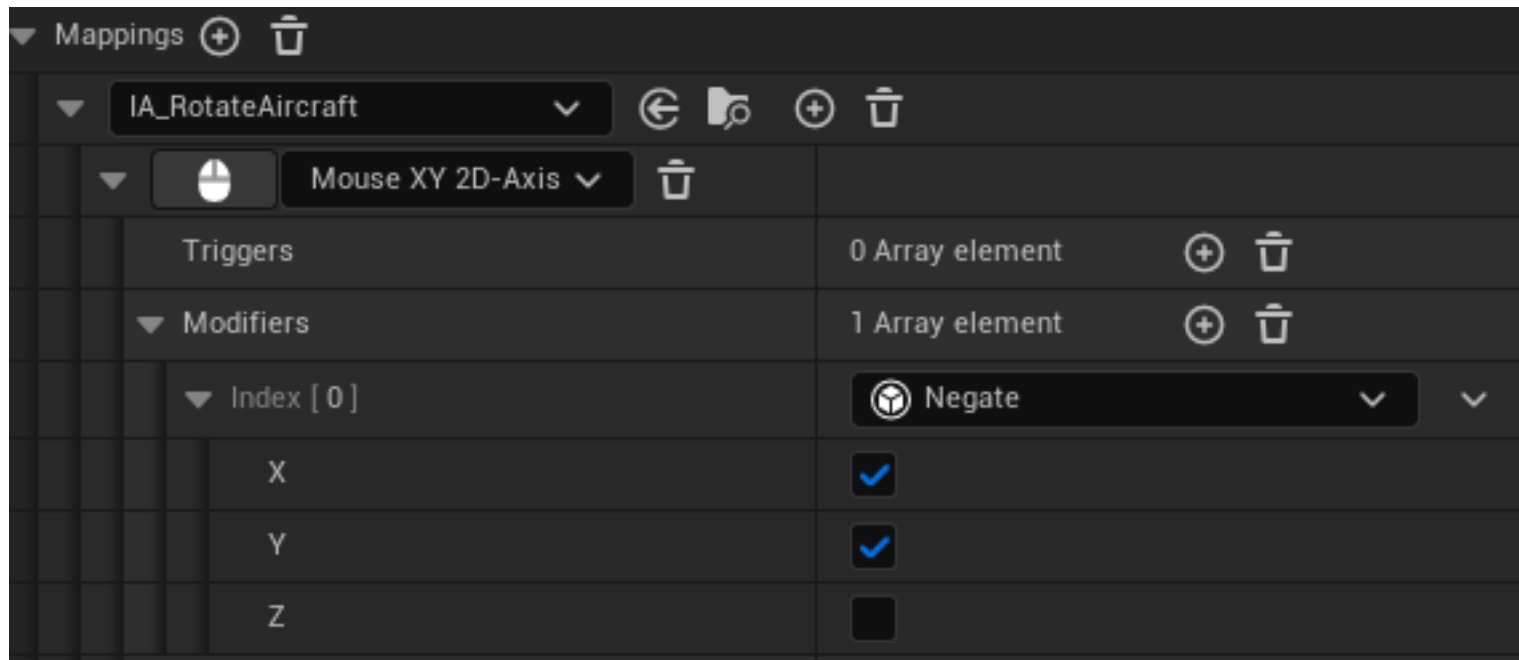 Mappings
IA_RotateAircraft
Mouse XY 2D-Axis
Triggers 0 Array element
Modifiers 1 Array element
Index [ 0 ] Negate
X
Y
Z